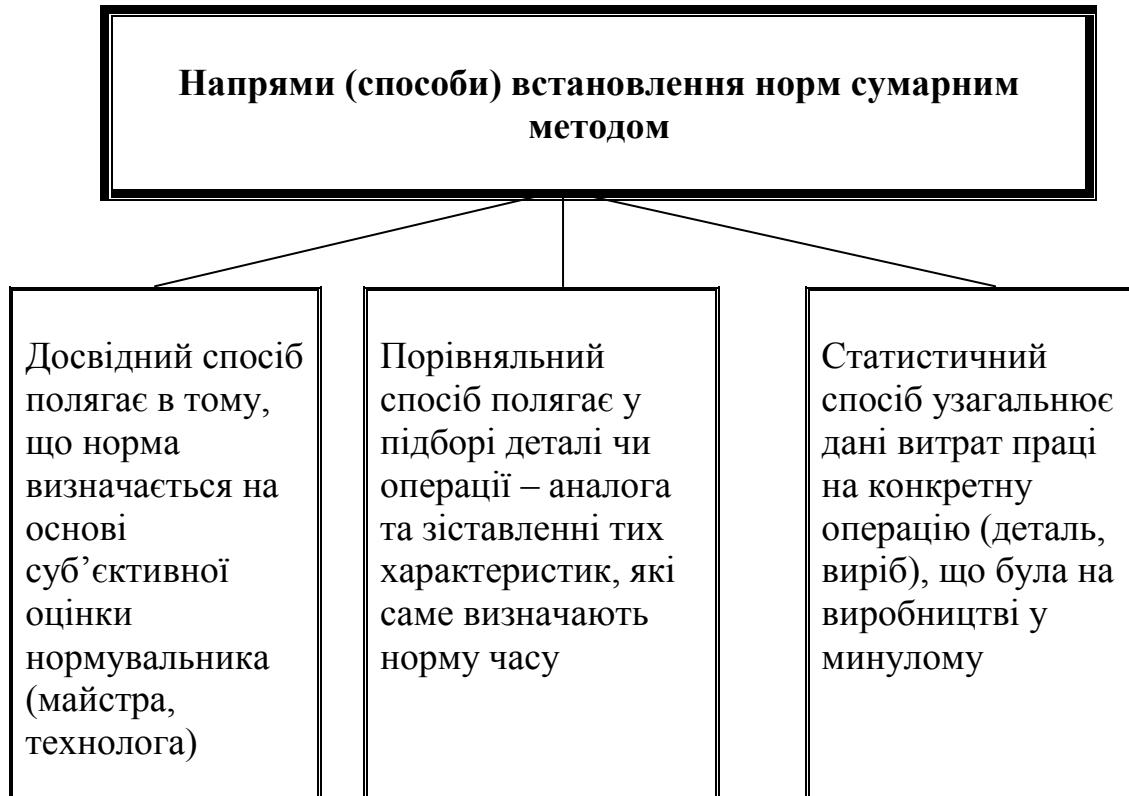 Напрями (способи) встановлення норм сумарним
методом
Досвідний спосіб
полягає в тому,
що норма
визначається на
основі
суб’єктивної
оцінки
нормувальника
(майстра,
технолога)
Порівняльний
спосіб полягає у
підборі деталі чи
операції – аналога
та зіставленні тих
характеристик, які
саме визначають
норму часу
Статистичний
спосіб узагальнює
дані витрат праці
на конкретну
операцію (деталь,
виріб), що була на
виробництві у
минулому